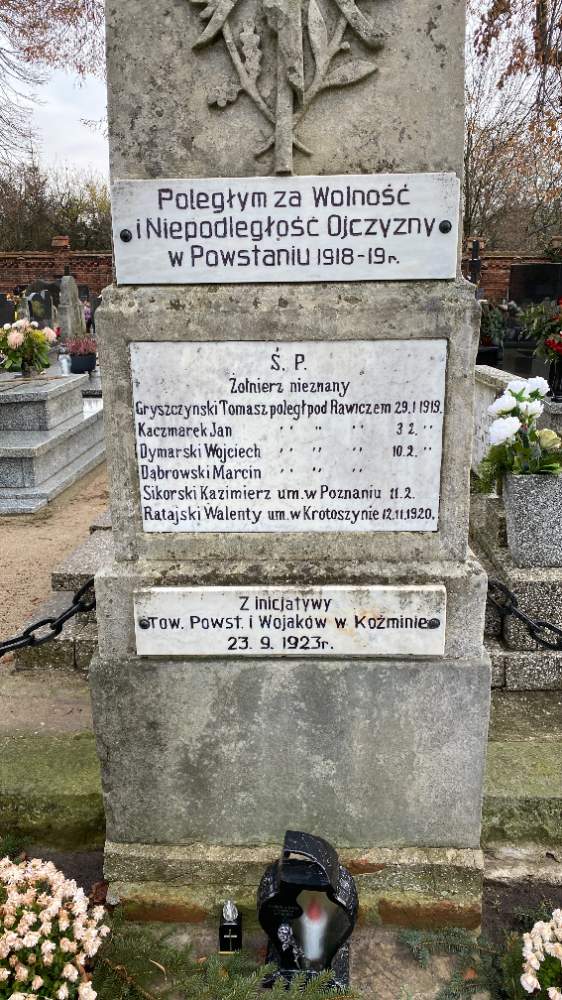 Poległym za Wolność
i Niepodległość Ojczyzny
w Powstaniu 1918-19r.
Ś. P.
Żołnierz nieznany
Gryszczyński Tomasz poległ pod Rawiczem 29.1 1919.
Kaczmarek Jan " " " 3 2. "
Dymarski Wojciech " " " 10.2. "
Dąbrowski Marcin " " "
Sikorski Kazimierz um. w Poznaniu 11.2.
Ratajski Walenty um. w Krotoszynie 12.11.1920.
Z inicjatywy
Tow. Powst. i Wojaków w Koźminie
23. 9. 1923r.